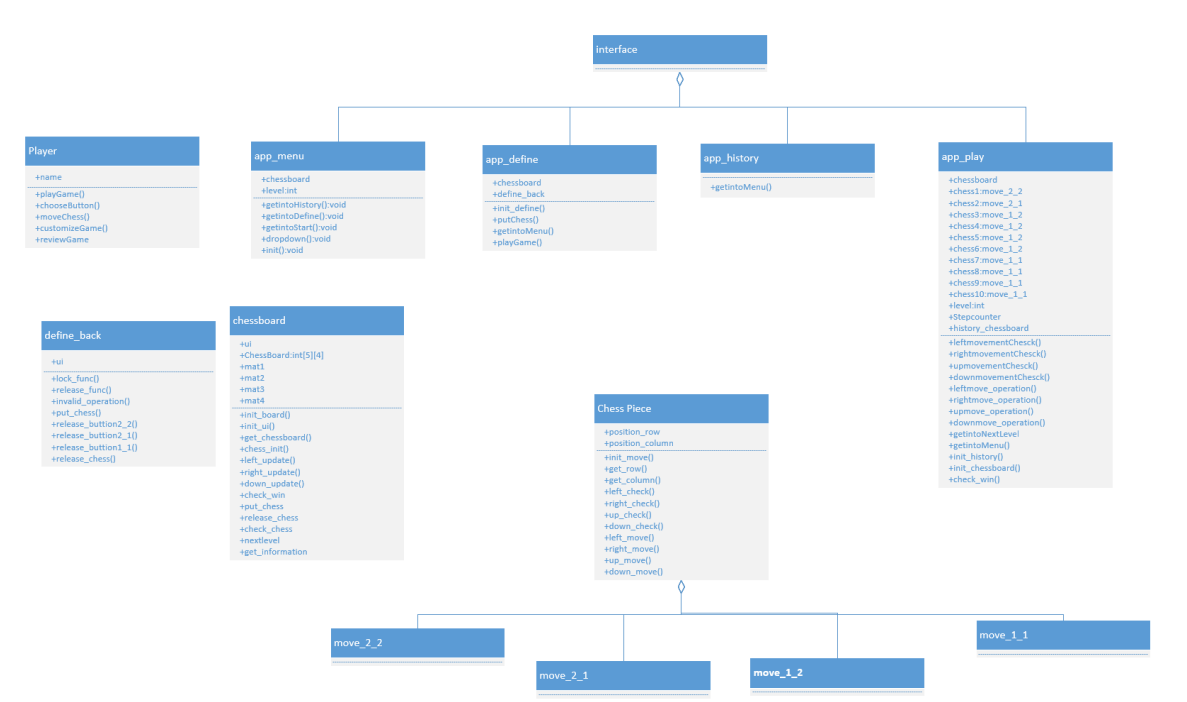 interface
Player
+name
+playGame()
+chooseButton()
+moveChess()
+customizeGame()
+reviewGame
app_menu
+chessboard
+level:int
+getintoHistory():void
+getintoDefine():void
+getintoStart():void
+dropdown():void
+init():void
app_define
+chessboard
+define_back
+init_define()
+putChess()
+getintoMenu()
+playGame()
app_history
+getintoMenu()
app_play
+chessboard
+chess1:move_2_2
+chess2:move_2_1
+chess3:move_1_2
+chess4:move_1_2
+chess5:move_1_2
+chess6:move_1_2
+chess7:move_1_1
+chess8:move_1_1
+chess9:move_1_1
+chess10:move_1_1
+level:int
+Stepcounter
+history_chessboard
+leftmovementChesck()
+rightmovementChesck()
+upmovementChesck()
+downmovementChesck()
+leftmove_operation()
+rightmove_operation()
+upmove_operation()
+downmove_operation()
+getintoNextLevel
+getintoMenu()
+init_history()
+init_chessboard()
+check_win()
define_back
+ui
+lock_func()
+release_func()
+invalid_operation()
+put_chess()
+release_buttion2_2()
+release_buttion2_1()
+release_buttion1_1()
+release_chess()
chessboard
+ui
+ChessBoard:int[5][4]
+mat1
+mat2
+mat3
+mat4
+init_board()
+init_ui()
+get_chessboard()
+chess_init()
+left_update()
+right_update()
+down_update()
+check_win
+put_chess
+release_chess
+check_chess
+nextlevel
+get_information
Chess Piece
+position_row
+position_column
+init_move()
+get_row()
+get_column()
+left_check()
+right_check()
+up_check()
+down_check()
+left_move()
+right_move()
+up_move()
+down_move()
move_2_2
move_2_1
move_1_2
move_1_1